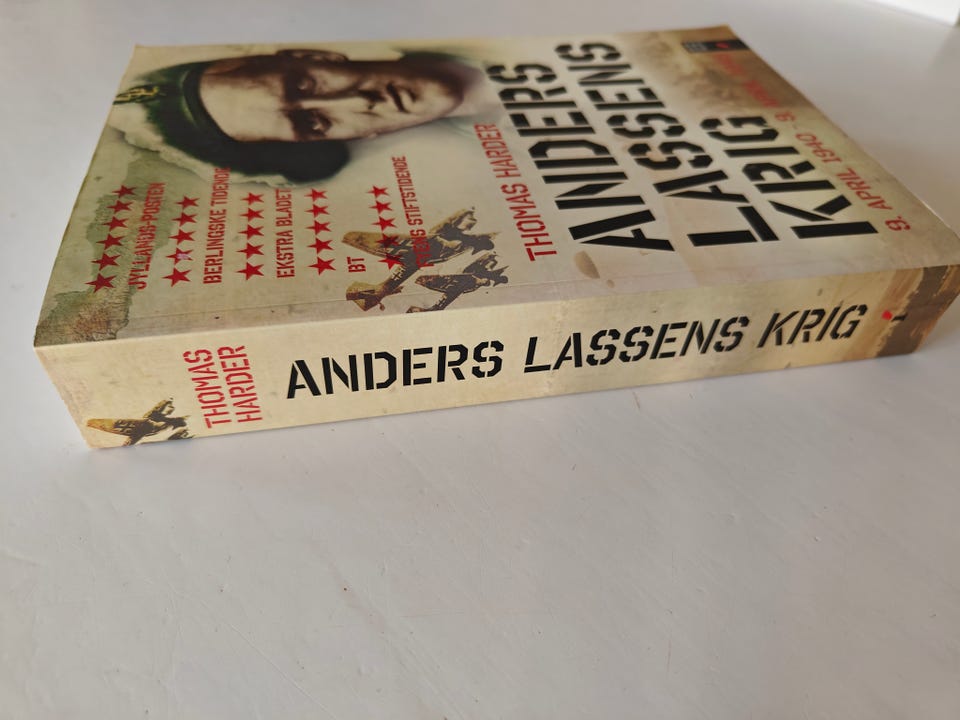 ANDERS
LASSENS
KRIG
9. APRIL 1940 - 9.
THOMAS HARDER
JYLLANDS-POSTEN
BERLINGSKE TIDENDE
EKSTRA BLADET
BT
STIFTSTIDENDE
THOMAS
HARDER
ANDERS LASSENS KRIG